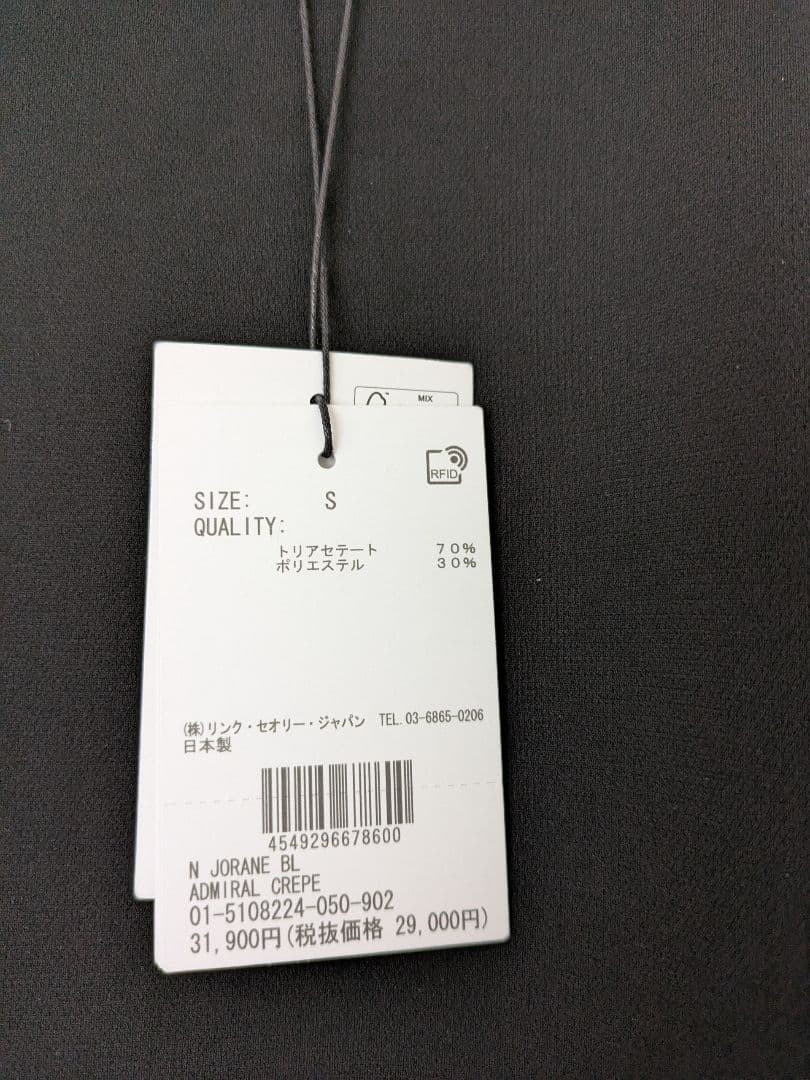 MIX
RFID
SIZE: S
QUALITY:
トリアセテート 70%
ポリエステル 30%
(株)リンク・セオリー・ジャパン TEL.03-6865-0206
日本製
4549296678600
N JORANE BL
ADMIRAL CREPE
01-5108224-050-902
31,900円(税抜価格 29,000円)